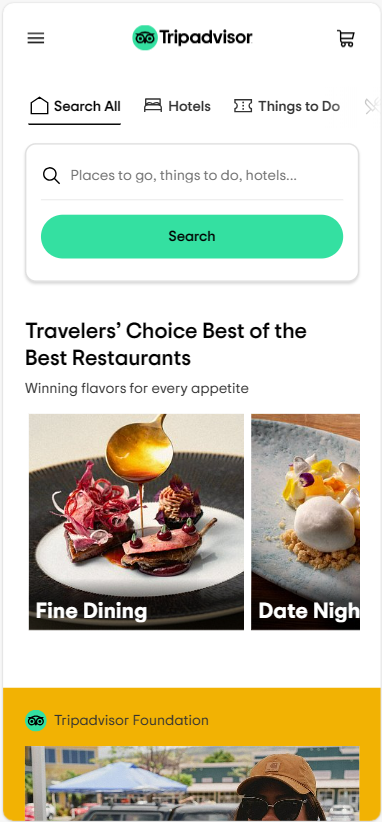 Tripadvisor
Search All
Hotels
Things to Do
Places to go, things to do, hotels...
Search
Travelers’ Choice Best of the
Best Restaurants
Winning flavors for every appetite
Fine Dining
Date Nigh
Tripadvisor Foundation